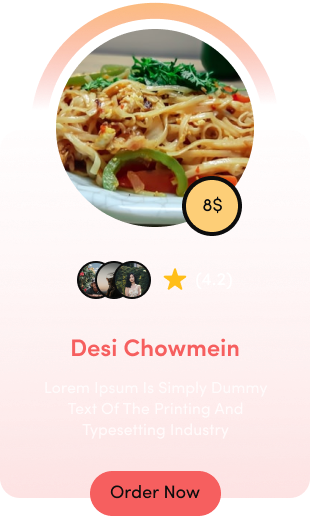 8$
(4.2)
Desi Chowmein
Lorem Ipsum Is Simply Dummy
Text Of The Printing And
Typesetting Industry
Order Now